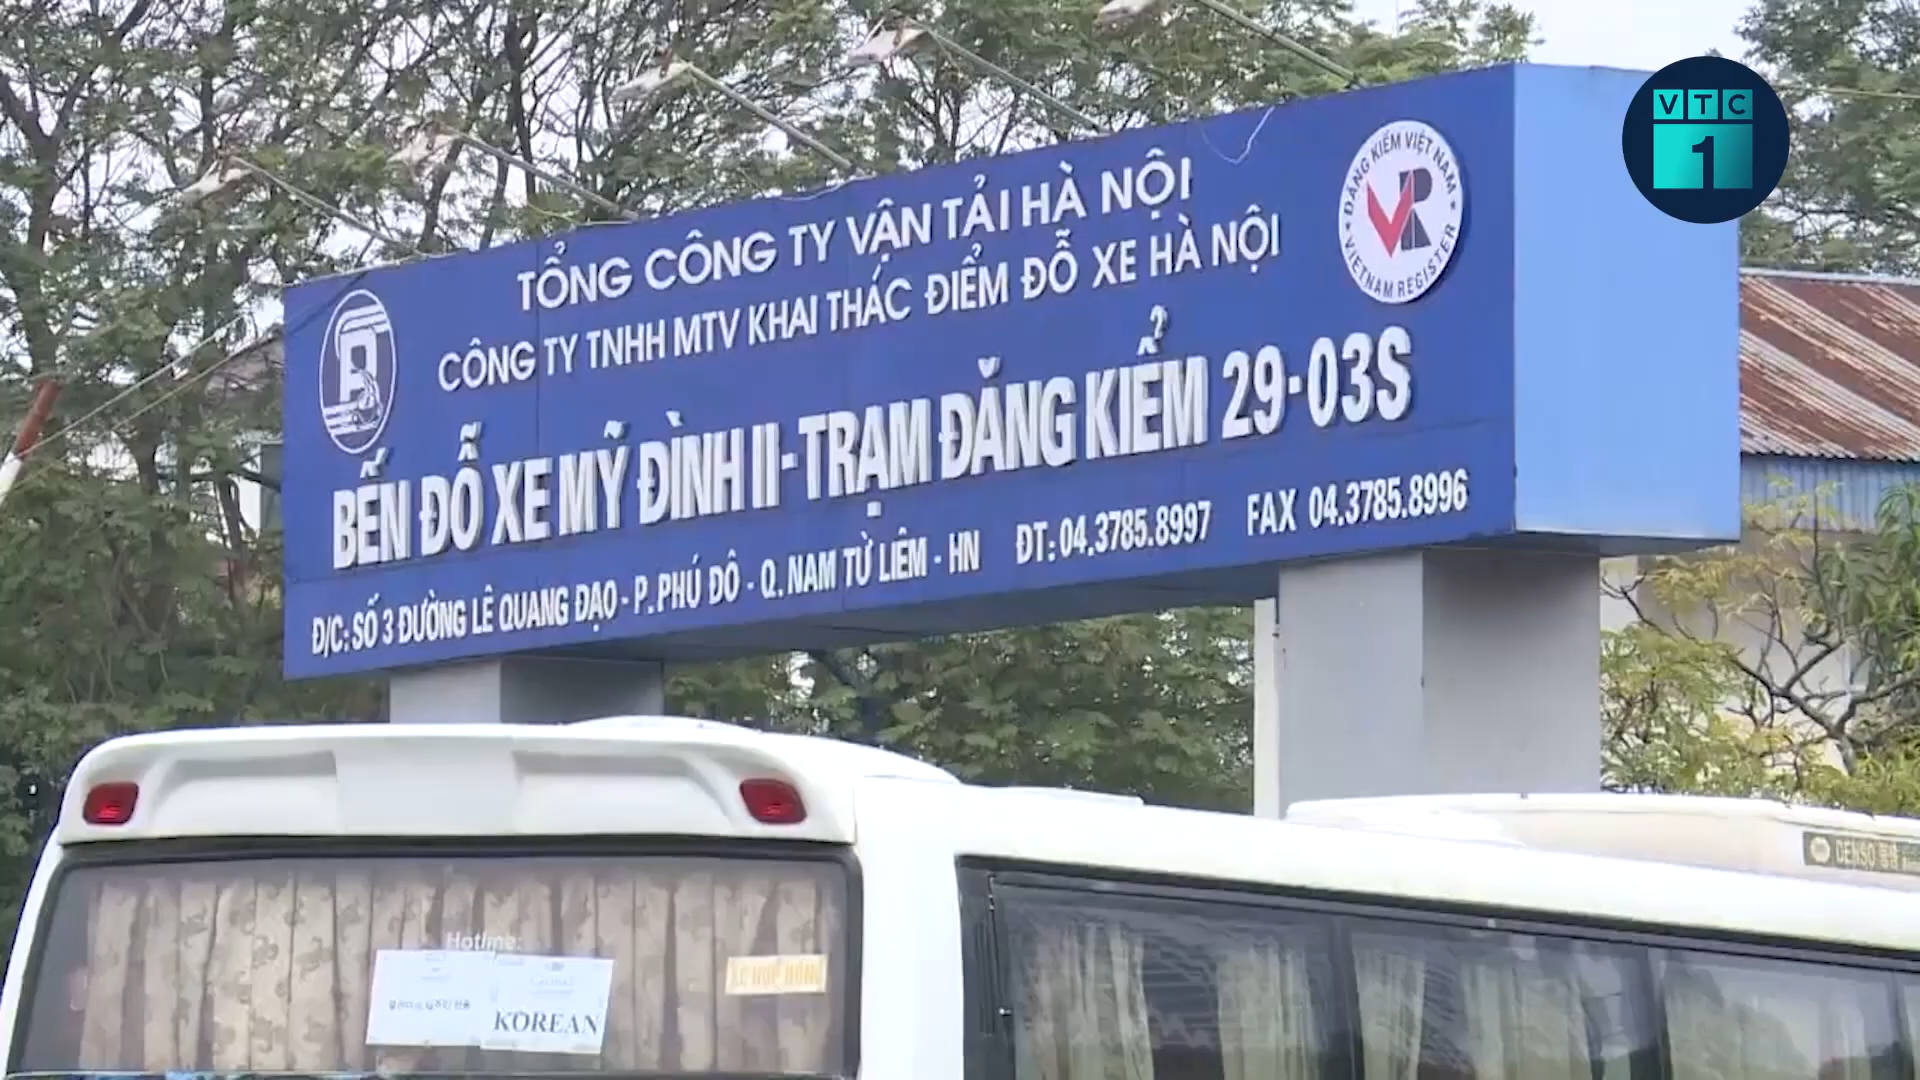 VTC
1
TỔNG CÔNG TY VẬN TẢI HÀ NỘI
CÔNG TY TNHH MTV KHAI THÁC ĐIỂM ĐỖ XE HÀ NỘI
ĐĂNG KIỂM VIỆT NAM
VR
VIETNAM REGISTER
BẾN ĐỖ XE MỸ ĐÌNH II-TRẠM ĐĂNG KIỂM 29-03S
Đ/C: SỐ 3 ĐƯỜNG LÊ QUANG ĐẠO - P. PHÚ ĐÔ - Q. NAM TỪ LIÊM - HN ĐT: 04.3785.8997 FAX 04.3785.8996
DENSO
Hotline:
XE HỢP ĐỒNG
KOREAN